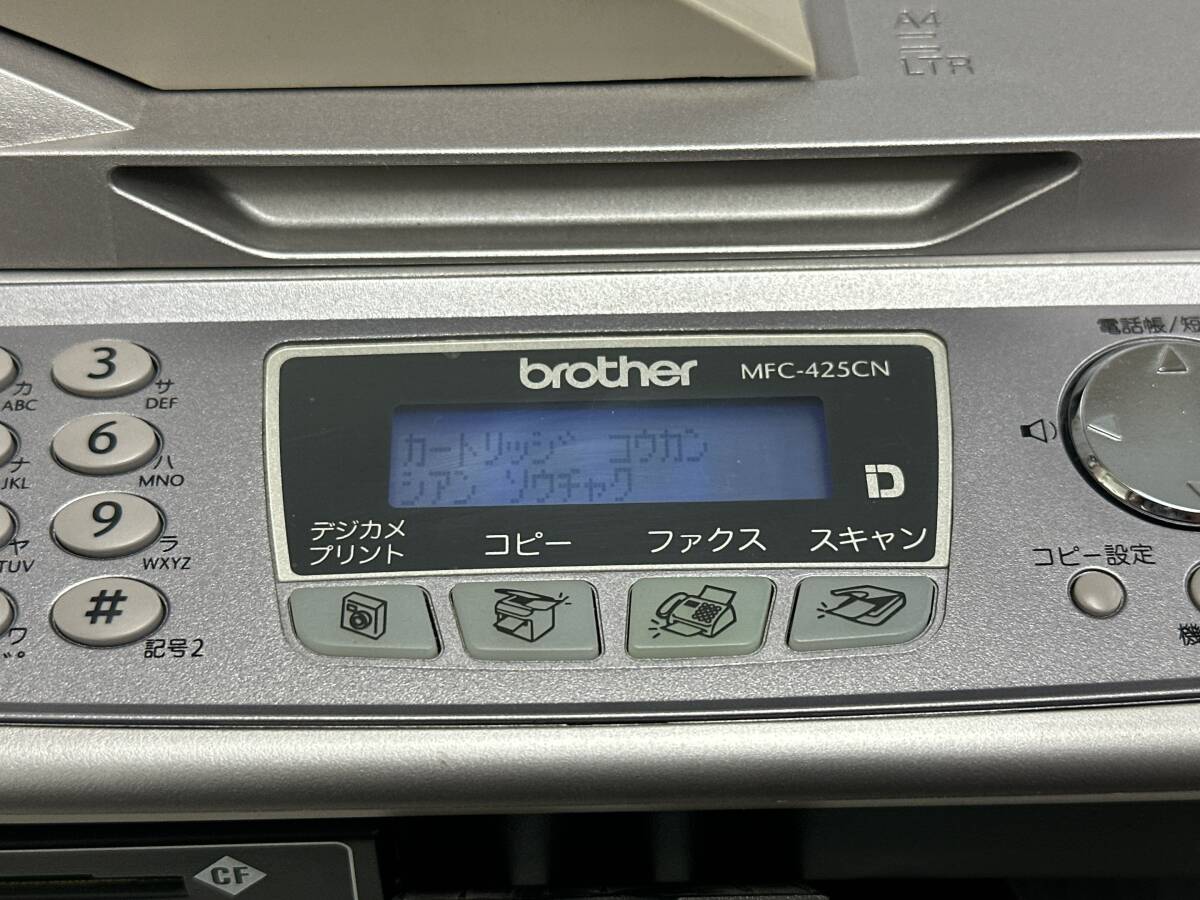 A4
LTR
brother
MFC-425CN
カートリッジ コウカン
シアン ソウチャク
iD
デジカメ
プリント
コピー
ファクス
スキャン
3
カ
ABC
サ
DEF
6
ナ
JKL
ハ
MNO
9
ヤ
TUV
ラ
WXYZ
#
ワ
記号2
電話帳/短
コピー設定
機
CF